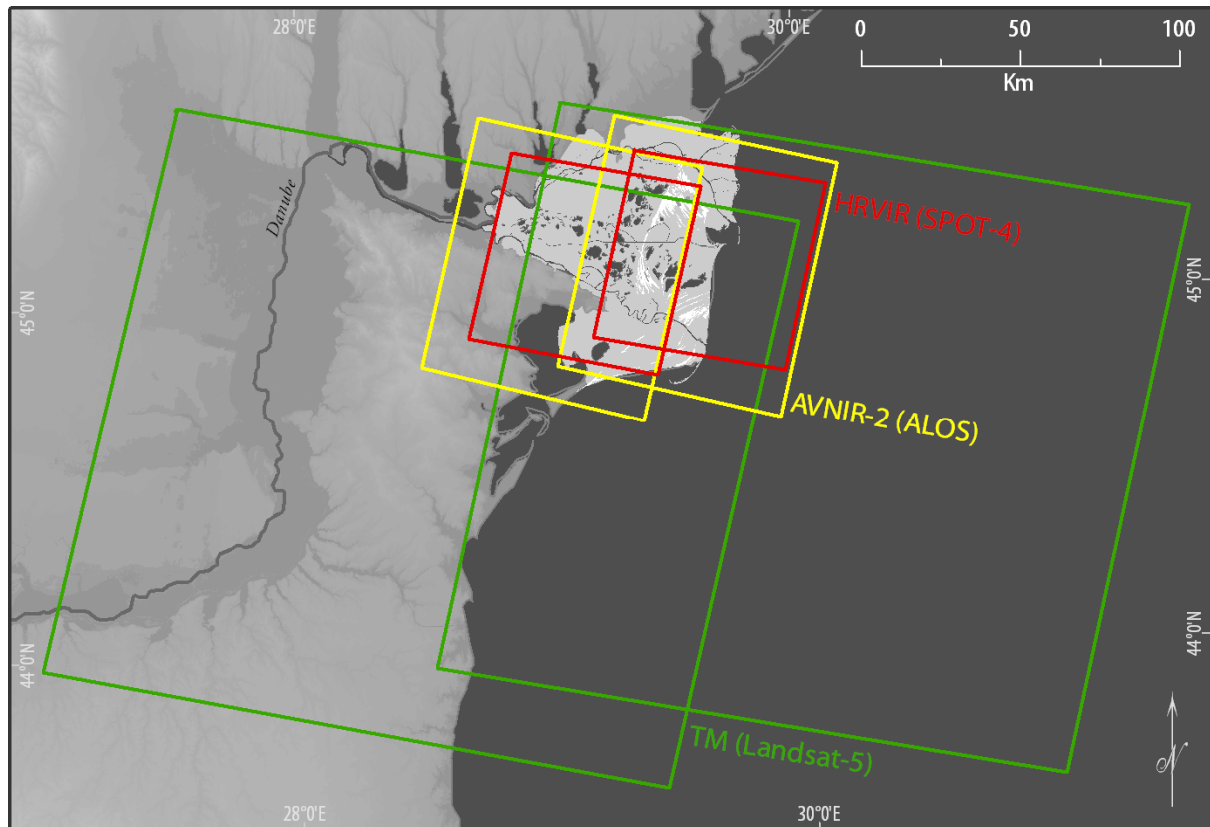 28°0'E
30°0'E
0 50 100
Km
Danube
HRVIR (SPOT-4)
45°0'N
45°0'N
AVNIR-2 (ALOS)
44°0'N
44°0'N
TM (Landsat-5)
N
28°0'E
30°0'E